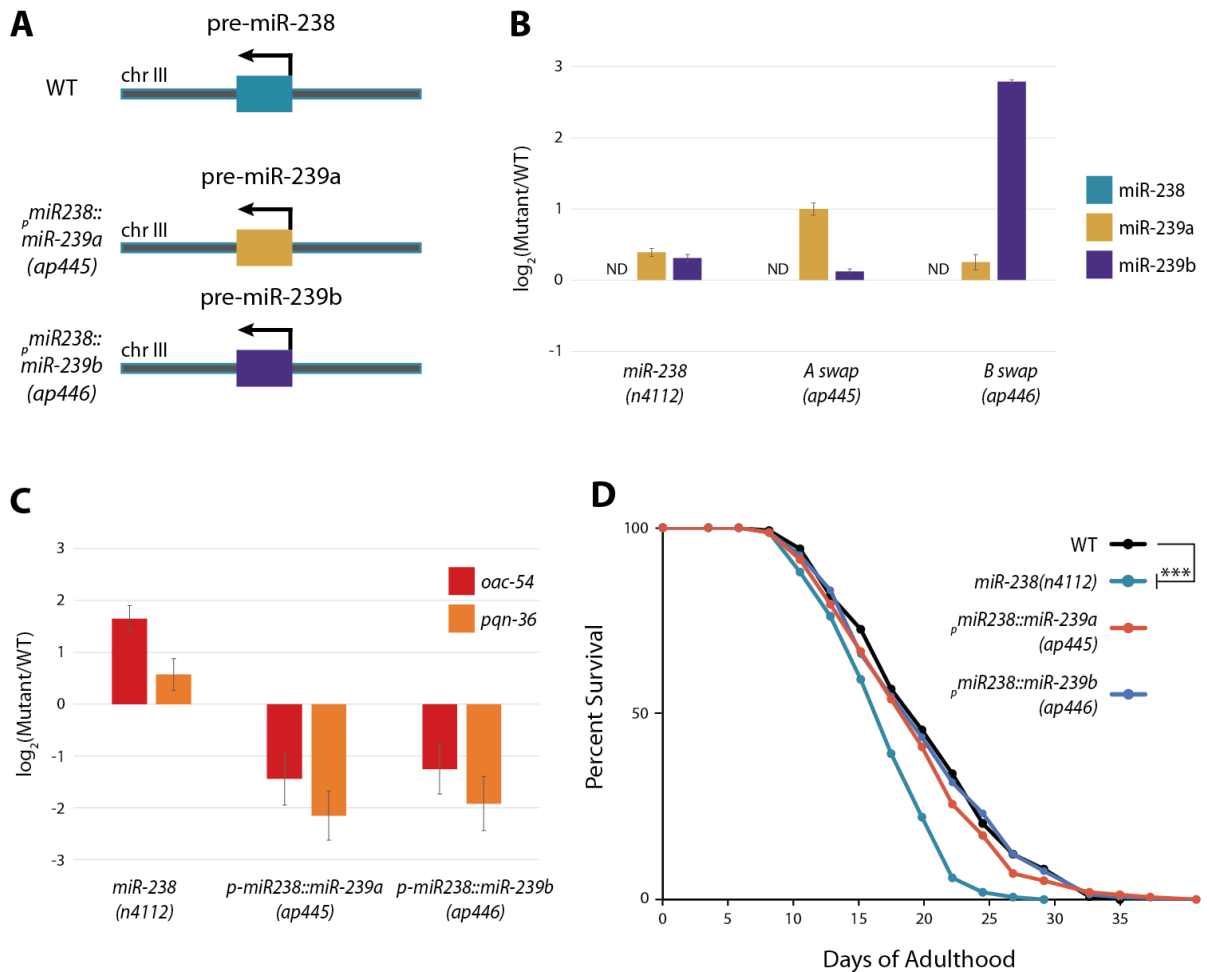 A
pre-miR-238
WT
chr III
pre-miR-239a
pmiR238::
miR-239a
(ap445)
chr III
pre-miR-239b
pmiR238::
miR-239b
(ap446)
chr III
B
log2(Mutant/WT)
3
2
1
0
-1
ND
ND
ND
miR-238
(n4112)
A swap
(ap445)
B swap
(ap446)
miR-238
miR-239a
miR-239b
C
log2(Mutant/WT)
3
2
1
0
-1
-2
-3
oac-54
pqn-36
miR-238
(n4112)
p-miR238::miR-239a
(ap445)
p-miR238::miR-239b
(ap446)
D
Percent Survival
100
50
0
0
5
10
15
20
25
30
35
Days of Adulthood
WT
miR-238(n4112)
***
pmiR238::miR-239a
(ap445)
pmiR238::miR-239b
(ap446)